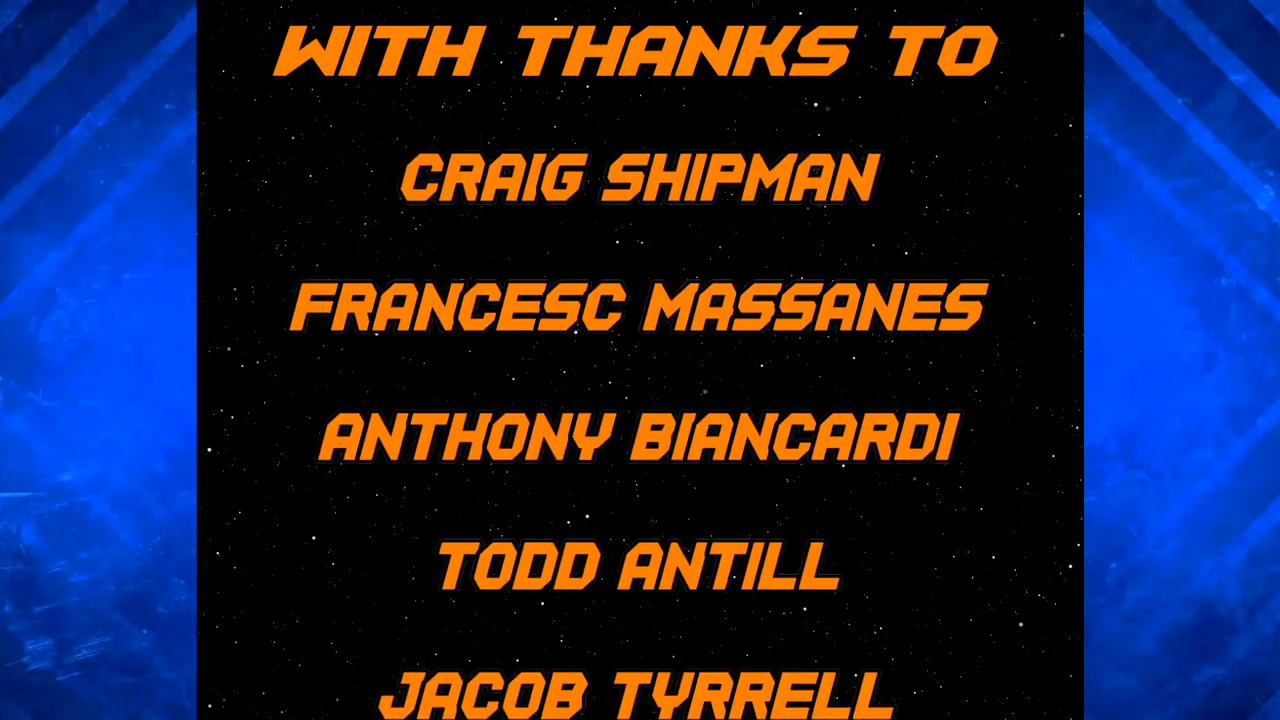 WITH THANKS TO
CRAIG SHIPMAN
FRANCESC MASSANES
ANTHONY BIANCARDI
TODD ANTILL
JACOB TYRRELL